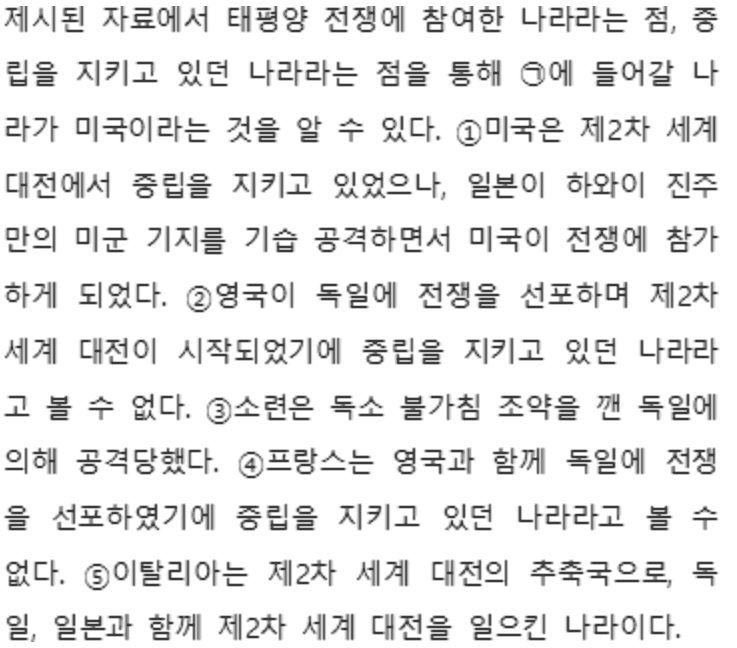 제시된 자료에서 태평양 전쟁에 참여한 나라라는 점, 중
립을 지키고 있던 나라라는 점을 통해 ㉠에 들어갈 나
라가 미국이라는 것을 알 수 있다. ①미국은 제2차 세계
대전에서 중립을 지키고 있었으나, 일본이 하와이 진주
만의 미군 기지를 기습 공격하면서 미국이 전쟁에 참가
하게 되었다. ②영국이 독일에 전쟁을 선포하며 제2차
세계 대전이 시작되었기에 중립을 지키고 있던 나라라
고 볼 수 없다. ③소련은 독소 불가침 조약을 깬 독일에
의해 공격당했다. ④프랑스는 영국과 함께 독일에 전쟁
을 선포하였기에 중립을 지키고 있던 나라라고 볼 수
없다. ⑤이탈리아는 제2차 세계 대전의 추축국으로, 독
일, 일본과 함께 제2차 세계 대전을 일으킨 나라이다.